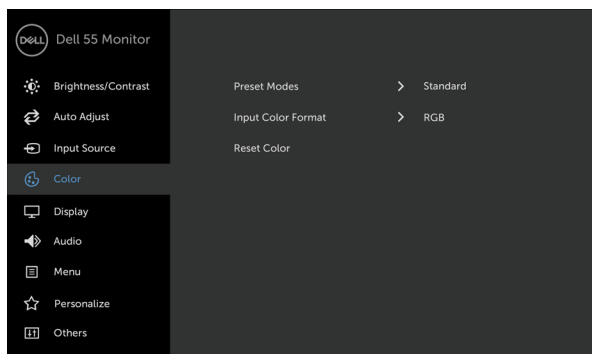 DELL Dell 55 Monitor
Brightness/Contrast
Auto Adjust
Input Source
Color
Display
Audio
Menu
Personalize
Others
Preset Modes > Standard
Input Color Format > RGB
Reset Color